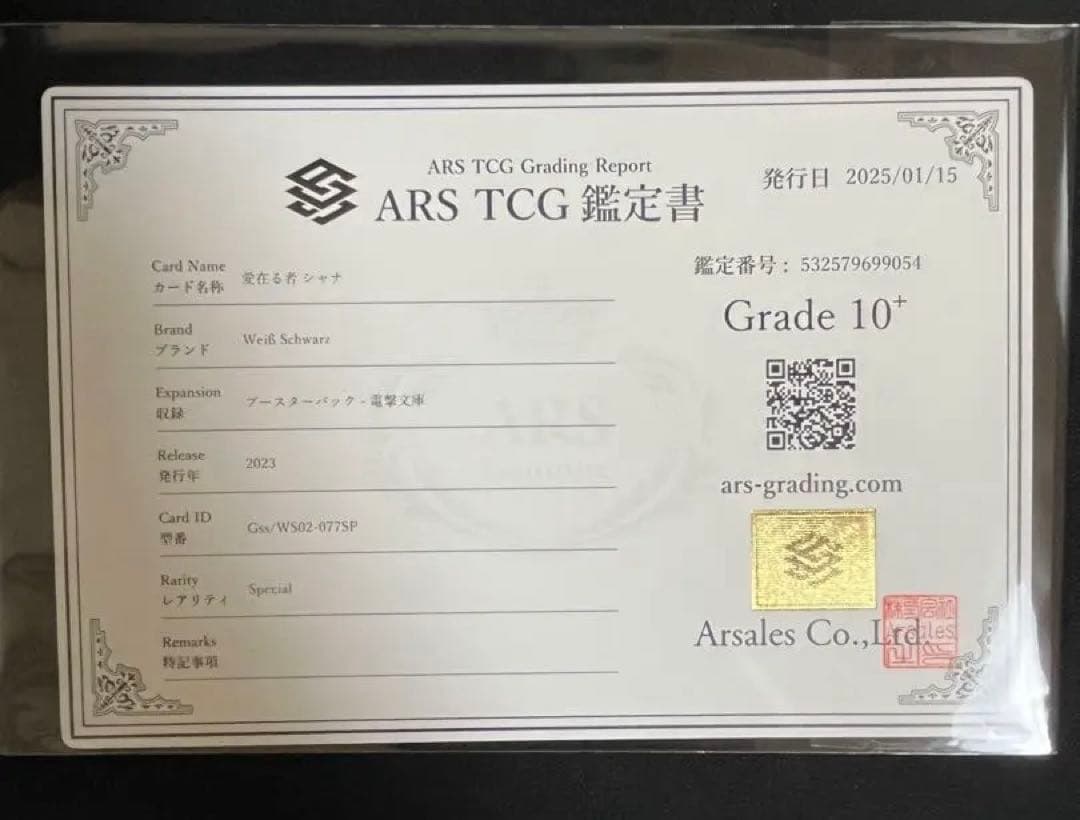 ARS TCG Grading Report
ARS TCG 鑑定書
発行日 2025/01/15
Card Name
カード名称
愛在る者 シャナ
Brand
ブランド
Weiß Schwarz
Expansion
収録
ブースターパック - 電撃文庫
Release
発行年
2023
Card ID
型番
Gss/WS02-077SP
Rarity
レアリティ
Special
Remarks
特記事項
鑑定番号: 532579699054
Grade 10+
ars-grading.com
Arsales Co.,Ltd.